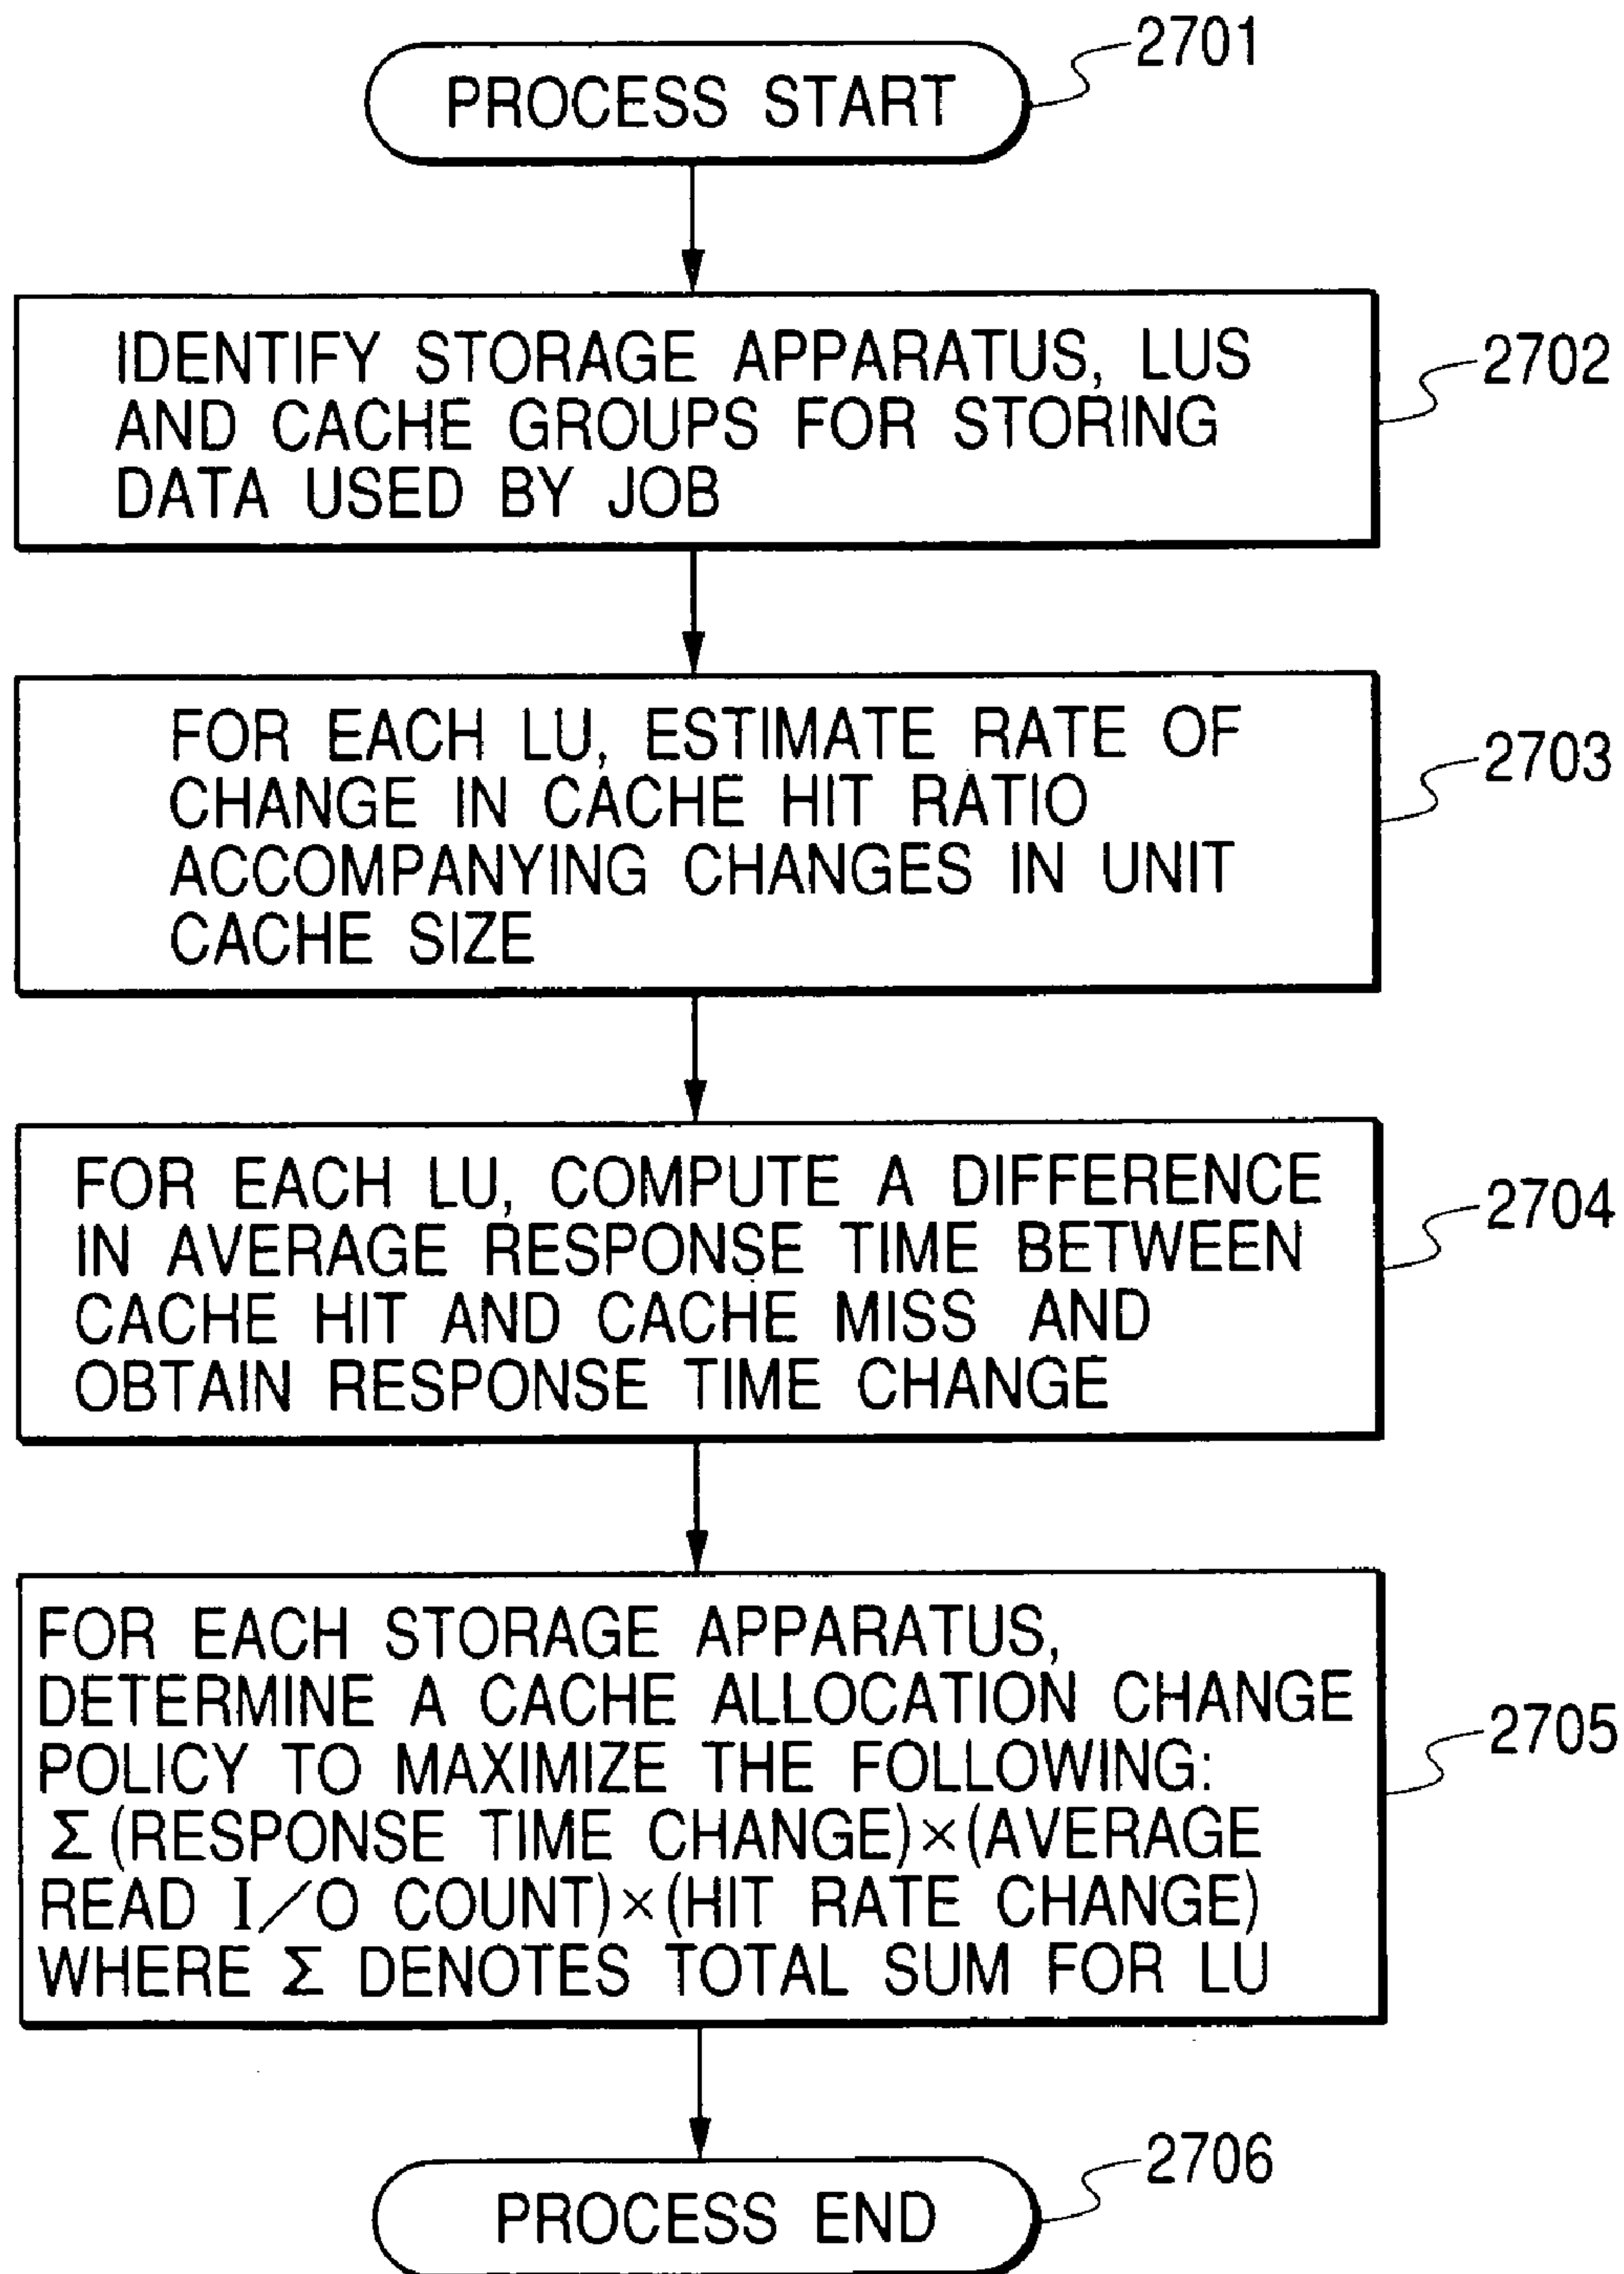 PROCESS START
2701
IDENTIFY STORAGE APPARATUS, LUS
AND CACHE GROUPS FOR STORING
DATA USED BY JOB
2702
FOR EACH LU, ESTIMATE RATE OF
CHANGE IN CACHE HIT RATIO
ACCOMPANYING CHANGES IN UNIT
CACHE SIZE
2703
FOR EACH LU, COMPUTE A DIFFERENCE
IN AVERAGE RESPONSE TIME BETWEEN
CACHE HIT AND CACHE MISS AND
OBTAIN RESPONSE TIME CHANGE
2704
FOR EACH STORAGE APPARATUS,
DETERMINE A CACHE ALLOCATION CHANGE
POLICY TO MAXIMIZE THE FOLLOWING:
Σ(RESPONSE TIME CHANGE)×(AVERAGE
READ I/O COUNT)×(HIT RATE CHANGE)
WHERE Σ DENOTES TOTAL SUM FOR LU
2705
PROCESS END
2706